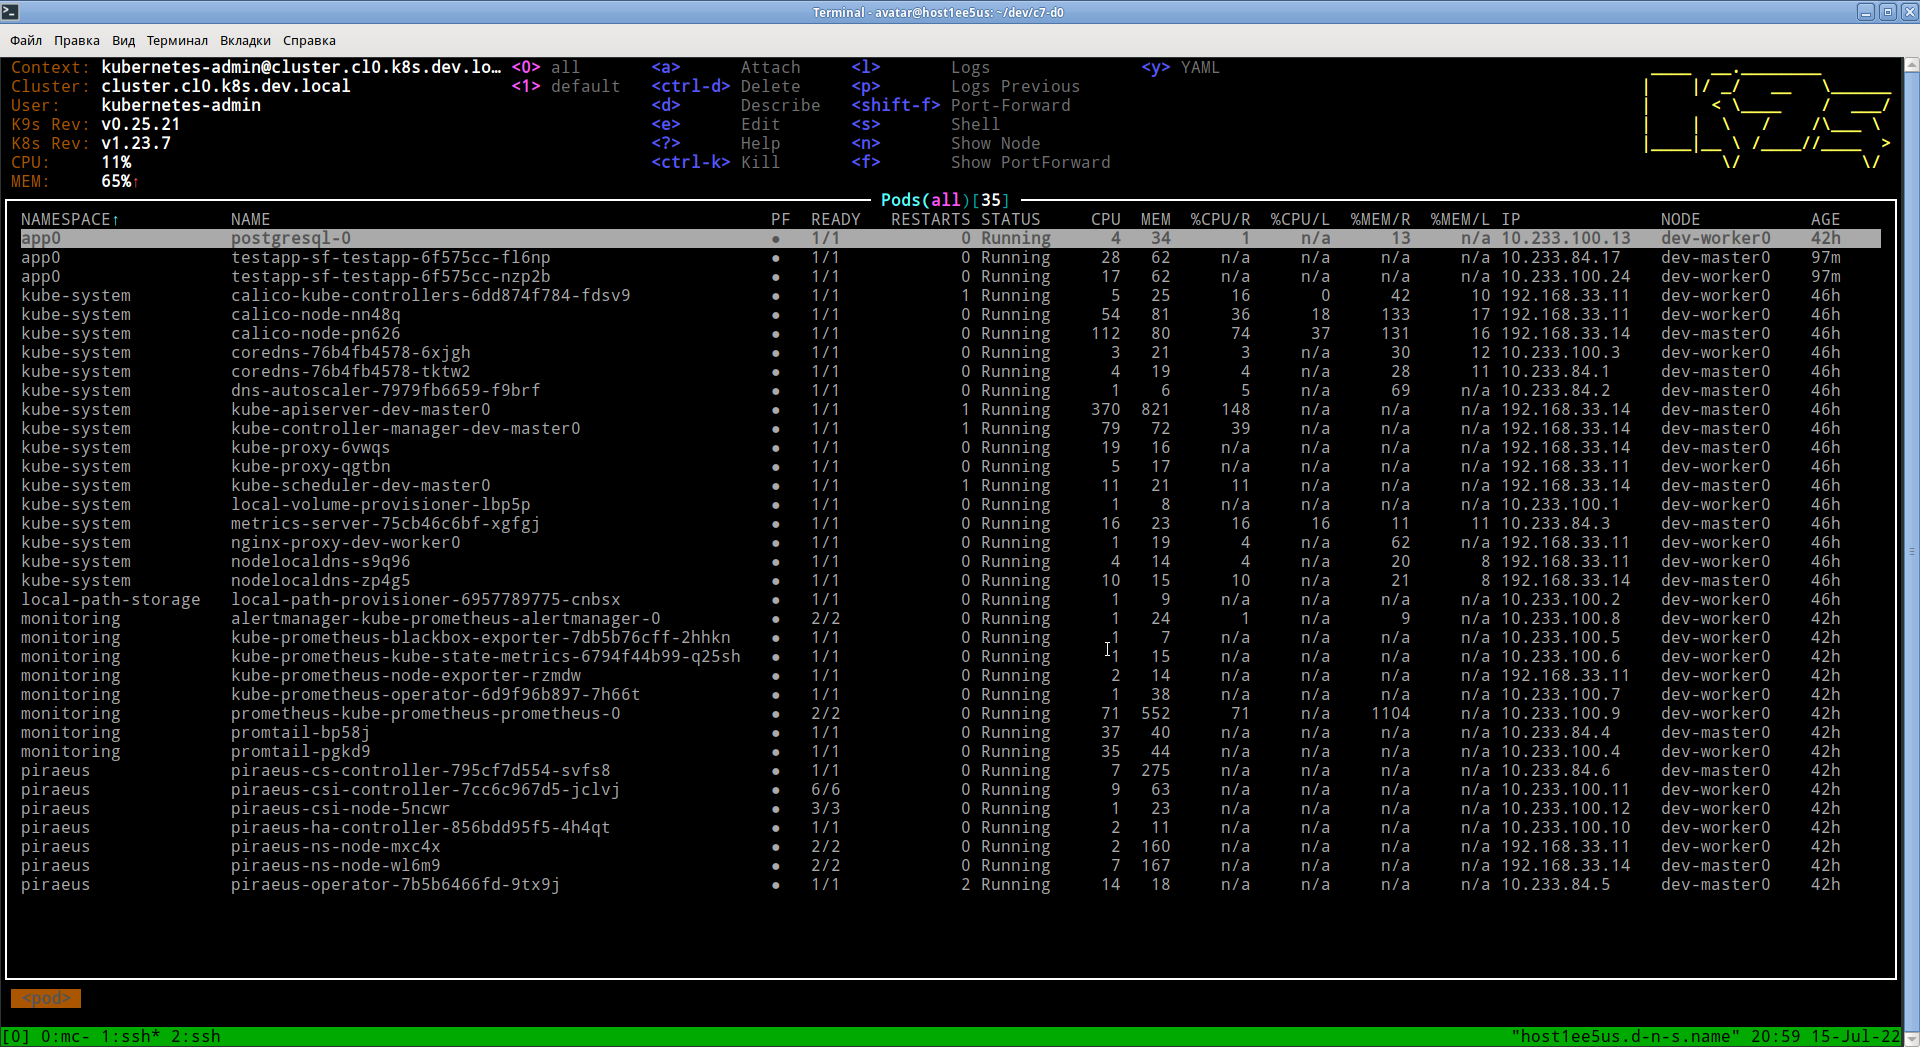 Terminal - avatar@host1ee5us: ~/dev/c7-d0
Файл Правка Вид Терминал Вкладки Справка
Context: kubernetes-admin@cluster.cl0.k8s.dev.lo… <0> all <a> Attach <l> Logs <y> YAML
Cluster: cluster.cl0.k8s.dev.local <1> default <ctrl-d> Delete <p> Logs Previous
User: kubernetes-admin <d> Describe <shift-f> Port-Forward
K9s Rev: v0.25.21 <e> Edit <s> Shell
K8s Rev: v1.23.7 <?> Help <n> Show Node
CPU: 11% <ctrl-k> Kill <f> Show PortForward
MEM: 65%↑
Pods(all)[35]
NAMESPACE↑ NAME PF READY RESTARTS STATUS CPU MEM %CPU/R %CPU/L %MEM/R %MEM/L IP NODE AGE
app0 postgresql-0 ● 1/1 0 Running 4 34 1 n/a 13 n/a 10.233.100.13 dev-worker0 42h
app0 testapp-sf-testapp-6f575cc-fl6np ● 1/1 0 Running 28 62 n/a n/a n/a n/a 10.233.84.17 dev-master0 97m
app0 testapp-sf-testapp-6f575cc-nzp2b ● 1/1 0 Running 17 62 n/a n/a n/a n/a 10.233.100.24 dev-worker0 97m
kube-system calico-kube-controllers-6dd874f784-fdsv9 ● 1/1 1 Running 5 25 16 0 42 10 192.168.33.11 dev-worker0 46h
kube-system calico-node-nn48q ● 1/1 0 Running 54 81 36 18 133 17 192.168.33.11 dev-worker0 46h
kube-system calico-node-pn626 ● 1/1 0 Running 112 80 74 37 131 16 192.168.33.14 dev-master0 46h
kube-system coredns-76b4fb4578-6xjgh ● 1/1 0 Running 3 21 3 n/a 30 12 10.233.100.3 dev-worker0 46h
kube-system coredns-76b4fb4578-tktw2 ● 1/1 0 Running 4 19 4 n/a 28 11 10.233.84.1 dev-master0 46h
kube-system dns-autoscaler-7979fb6659-f9brf ● 1/1 0 Running 1 6 5 n/a 69 n/a 10.233.84.2 dev-master0 46h
kube-system kube-apiserver-dev-master0 ● 1/1 1 Running 370 821 148 n/a n/a n/a 192.168.33.14 dev-master0 46h
kube-system kube-controller-manager-dev-master0 ● 1/1 1 Running 79 72 39 n/a n/a n/a 192.168.33.14 dev-master0 46h
kube-system kube-proxy-6vwqs ● 1/1 0 Running 19 16 n/a n/a n/a n/a 192.168.33.14 dev-master0 46h
kube-system kube-proxy-qgtbn ● 1/1 0 Running 5 17 n/a n/a n/a n/a 192.168.33.11 dev-worker0 46h
kube-system kube-scheduler-dev-master0 ● 1/1 1 Running 11 21 11 n/a n/a n/a 192.168.33.14 dev-master0 46h
kube-system local-volume-provisioner-lbp5p ● 1/1 0 Running 1 8 n/a n/a n/a n/a 10.233.100.1 dev-worker0 46h
kube-system metrics-server-75cb46c6bf-xgfgj ● 1/1 0 Running 16 23 16 16 11 11 10.233.84.3 dev-master0 46h
kube-system nginx-proxy-dev-worker0 ● 1/1 0 Running 1 19 4 n/a 62 n/a 192.168.33.11 dev-worker0 46h
kube-system nodelocaldns-s9q96 ● 1/1 0 Running 4 14 4 n/a 20 8 192.168.33.11 dev-worker0 46h
kube-system nodelocaldns-zp4g5 ● 1/1 0 Running 10 15 10 n/a 21 8 192.168.33.14 dev-master0 46h
local-path-storage local-path-provisioner-6957789775-cnbsx ● 1/1 0 Running 1 9 n/a n/a n/a n/a 10.233.100.2 dev-worker0 46h
monitoring alertmanager-kube-prometheus-alertmanager-0 ● 2/2 0 Running 1 24 1 n/a 9 n/a 10.233.100.8 dev-worker0 42h
monitoring kube-prometheus-blackbox-exporter-7db5b76cff-2hhkn ● 1/1 0 Running 1 7 n/a n/a n/a n/a 10.233.100.5 dev-worker0 42h
monitoring kube-prometheus-kube-state-metrics-6794f44b99-q25sh ● 1/1 0 Running 1 15 n/a n/a n/a n/a 10.233.100.6 dev-worker0 42h
monitoring kube-prometheus-node-exporter-rzmdw ● 1/1 0 Running 2 14 n/a n/a n/a n/a 192.168.33.11 dev-worker0 42h
monitoring kube-prometheus-operator-6d9f96b897-7h66t ● 1/1 0 Running 1 38 n/a n/a n/a n/a 10.233.100.7 dev-worker0 42h
monitoring prometheus-kube-prometheus-prometheus-0 ● 2/2 0 Running 71 552 71 n/a 1104 n/a 10.233.100.9 dev-worker0 42h
monitoring promtail-bp58j ● 1/1 0 Running 37 40 n/a n/a n/a n/a 10.233.84.4 dev-master0 42h
monitoring promtail-pgkd9 ● 1/1 0 Running 35 44 n/a n/a n/a n/a 10.233.100.4 dev-worker0 42h
piraeus piraeus-cs-controller-795cf7d554-svfs8 ● 1/1 0 Running 7 275 n/a n/a n/a n/a 10.233.84.6 dev-master0 42h
piraeus piraeus-csi-controller-7cc6c967d5-jclvj ● 6/6 0 Running 9 63 n/a n/a n/a n/a 10.233.100.11 dev-worker0 42h
piraeus piraeus-csi-node-5ncwr ● 3/3 0 Running 1 23 n/a n/a n/a n/a 10.233.100.12 dev-worker0 42h
piraeus piraeus-ha-controller-856bdd95f5-4h4qt ● 1/1 0 Running 2 11 n/a n/a n/a n/a 10.233.100.10 dev-worker0 42h
piraeus piraeus-ns-node-mxc4x ● 2/2 0 Running 2 160 n/a n/a n/a n/a 192.168.33.11 dev-worker0 42h
piraeus piraeus-ns-node-wl6m9 ● 2/2 0 Running 7 167 n/a n/a n/a n/a 192.168.33.14 dev-master0 42h
piraeus piraeus-operator-7b5b6466fd-9tx9j ● 1/1 2 Running 14 18 n/a n/a n/a n/a 10.233.84.5 dev-master0 42h
<pod>
[0] 0:mc- 1:ssh* 2:ssh "host1ee5us.d-n-s.name" 20:59 15-Jul-22